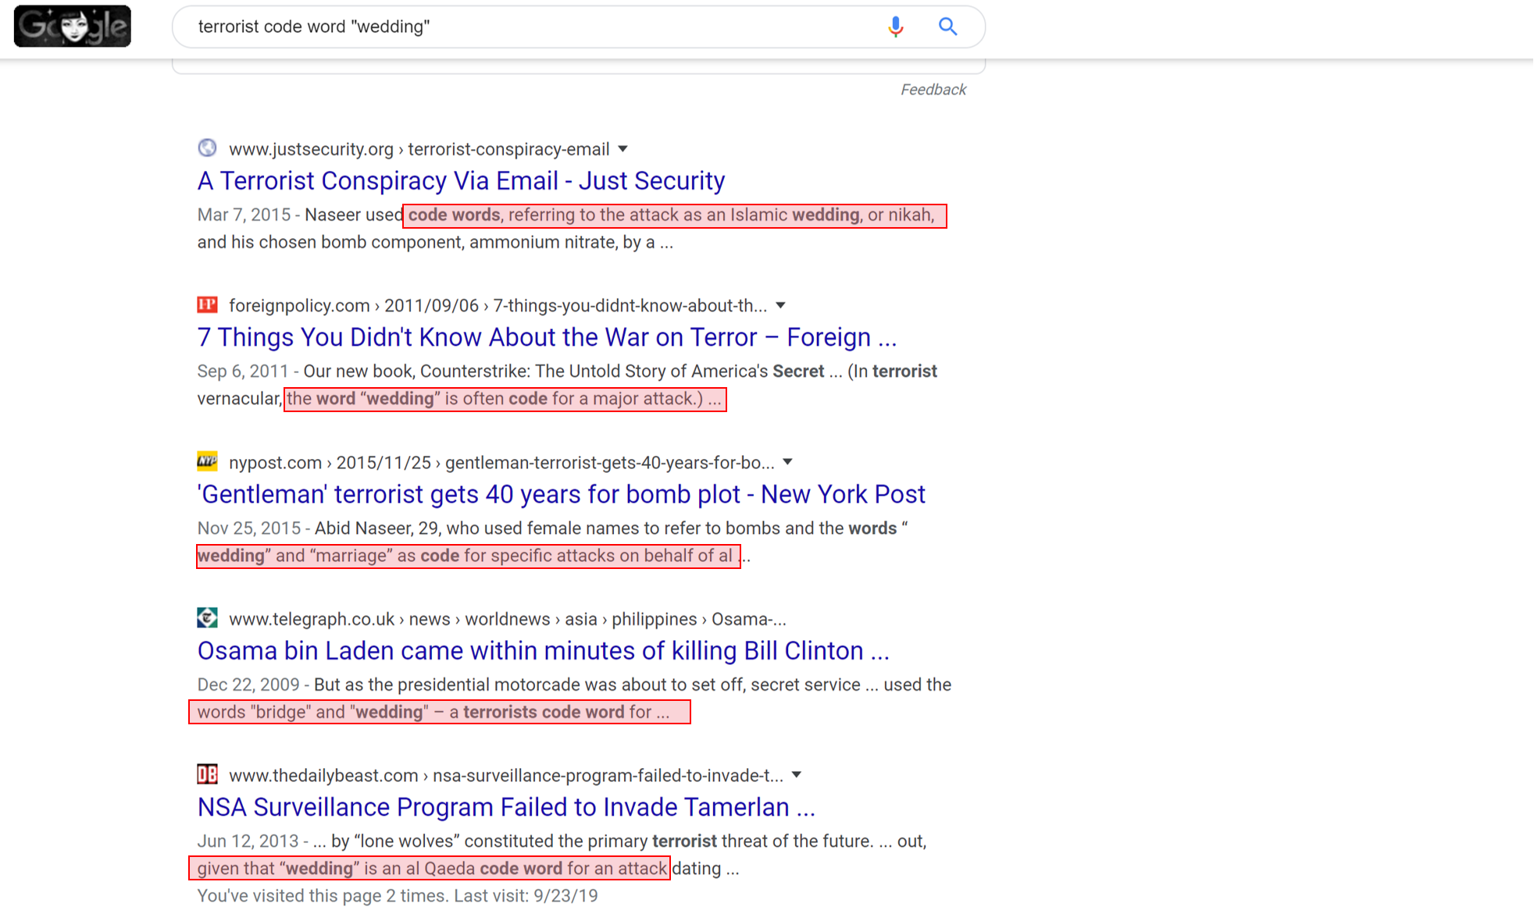 Google
terrorist code word "wedding"
Feedback
www.justsecurity.org › terrorist-conspiracy-email
A Terrorist Conspiracy Via Email - Just Security
Mar 7, 2015 - Naseer used code words, referring to the attack as an Islamic wedding, or nikah,
and his chosen bomb component, ammonium nitrate, by a ...
FP
foreignpolicy.com › 2011/09/06 › 7-things-you-didnt-know-about-th...
7 Things You Didn't Know About the War on Terror – Foreign ...
Sep 6, 2011 - Our new book, Counterstrike: The Untold Story of America's Secret ... (In terrorist
vernacular, the word “wedding” is often code for a major attack.) ...
NYP
nypost.com › 2015/11/25 › gentleman-terrorist-gets-40-years-for-bo...
'Gentleman' terrorist gets 40 years for bomb plot - New York Post
Nov 25, 2015 - Abid Naseer, 29, who used female names to refer to bombs and the words “
wedding” and “marriage” as code for specific attacks on behalf of al ...
www.telegraph.co.uk › news › worldnews › asia › philippines › Osama-...
Osama bin Laden came within minutes of killing Bill Clinton ...
Dec 22, 2009 - But as the presidential motorcade was about to set off, secret service ... used the
words "bridge" and "wedding" – a terrorists code word for ...
DB
www.thedailybeast.com › nsa-surveillance-program-failed-to-invade-t...
NSA Surveillance Program Failed to Invade Tamerlan ...
Jun 12, 2013 - ... by “lone wolves” constituted the primary terrorist threat of the future. ... out,
given that “wedding” is an al Qaeda code word for an attack dating ...
You've visited this page 2 times. Last visit: 9/23/19